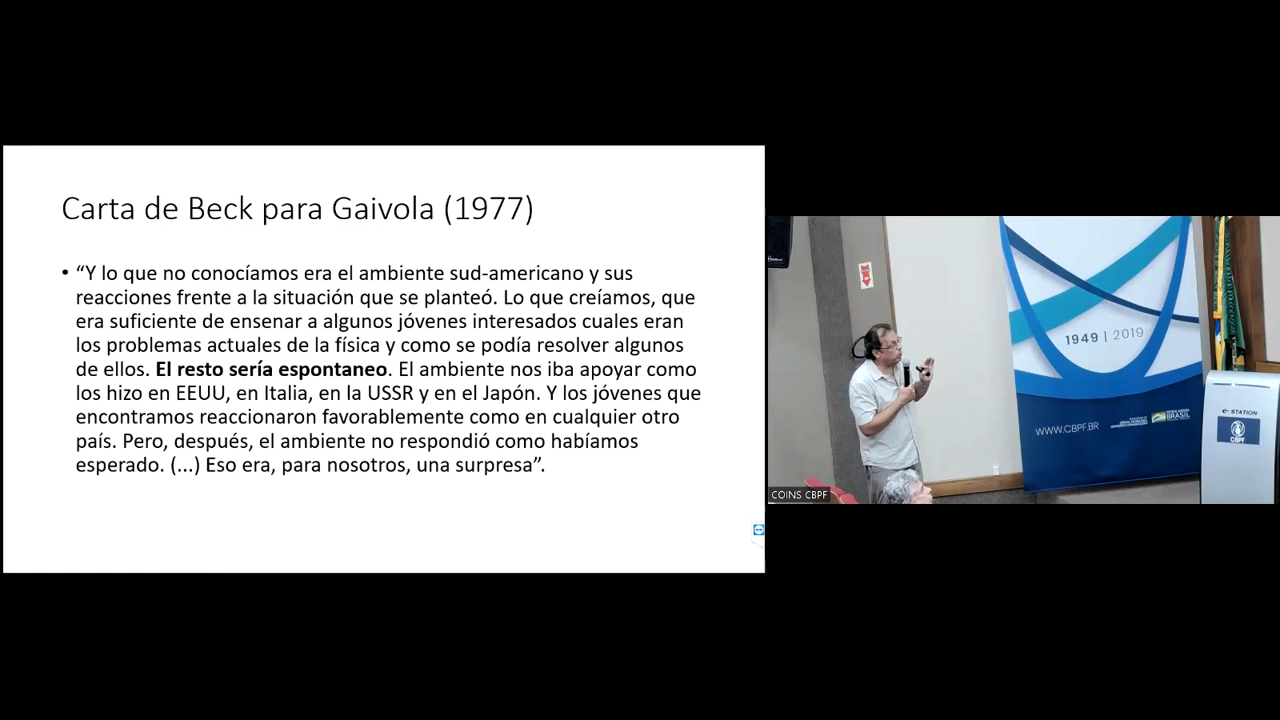 Carta de Beck para Gaivola (1977)
• “Y lo que no conocíamos era el ambiente sud-americano y sus
reacciones frente a la situación que se planteó. Lo que creíamos, que
era suficiente de ensenar a algunos jóvenes interesados cuales eran
los problemas actuales de la física y como se podía resolver algunos
de ellos. El resto sería espontaneo. El ambiente nos iba apoyar como
los hizo en EEUU, en Italia, en la USSR y en el Japón. Y los jóvenes que
encontramos reaccionaron favorablemente como en cualquier otro
país. Pero, después, el ambiente no respondió como habíamos
esperado. (...) Eso era, para nosotros, una surpresa”.
1949 | 2019
WWW.CBPF.BR
BRASIL
STATION
CBPF
COINS CBPF